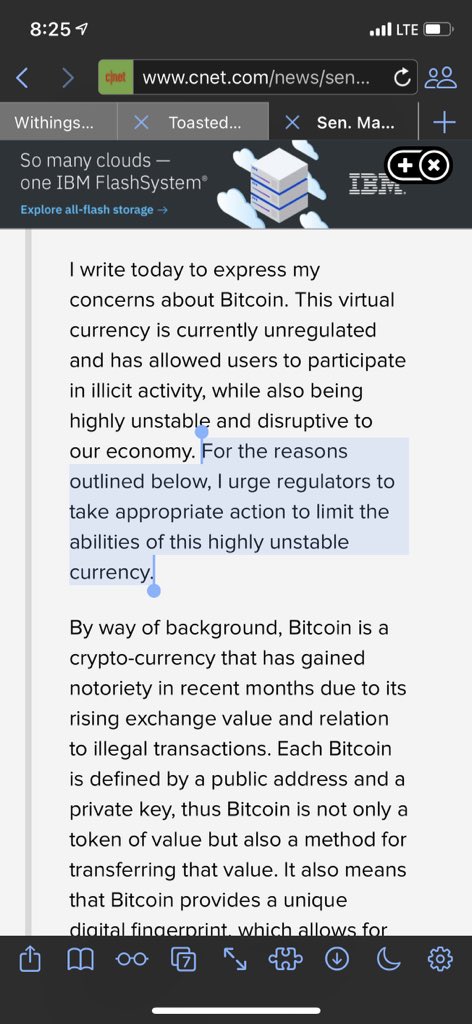 8:25
LTE
c|net
www.cnet.com/news/sen...
Withings...
Toasted...
Sen. Ma...
So many clouds —
one IBM FlashSystem®
Explore all-flash storage →
IBM.
I write today to express my
concerns about Bitcoin. This virtual
currency is currently unregulated
and has allowed users to participate
in illicit activity, while also being
highly unstable and disruptive to
our economy. For the reasons
outlined below, I urge regulators to
take appropriate action to limit the
abilities of this highly unstable
currency.
By way of background, Bitcoin is a
crypto-currency that has gained
notoriety in recent months due to its
rising exchange value and relation
to illegal transactions. Each Bitcoin
is defined by a public address and a
private key, thus Bitcoin is not only a
token of value but also a method for
transferring that value. It also means
that Bitcoin provides a unique
digital fingerprint, which allows for
7